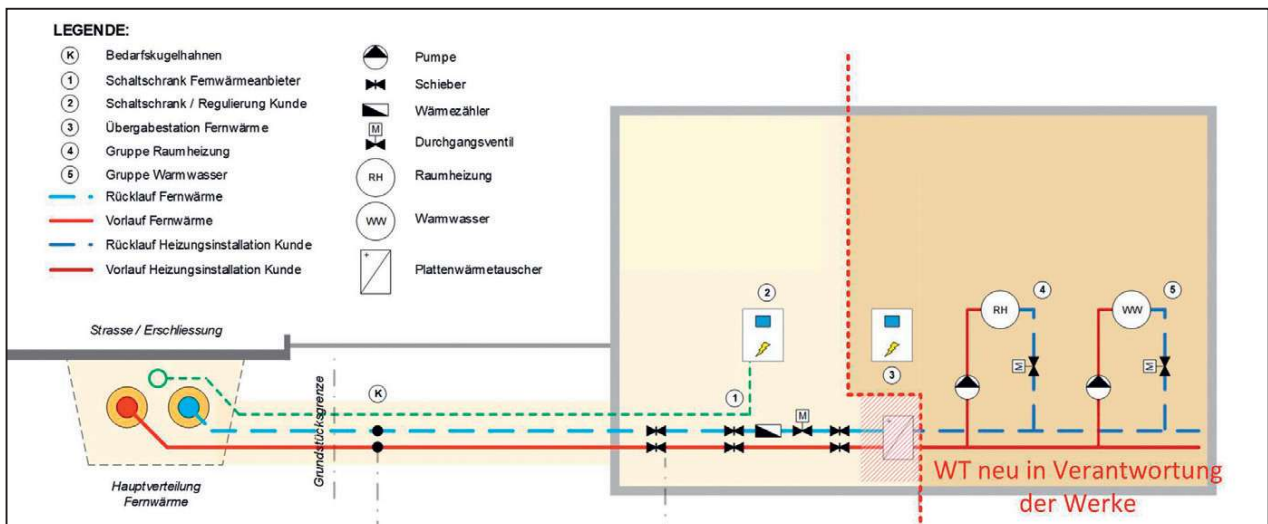 LEGENDE:
K Bedarfskugelhahnen
1 Schaltschrank Fernwärmeanbieter
2 Schaltschrank / Regulierung Kunde
3 Übergabestation Fernwärme
4 Gruppe Raumheizung
5 Gruppe Warmwasser
Rücklauf Fernwärme
Vorlauf Fernwärme
Rücklauf Heizungsinstallation Kunde
Vorlauf Heizungsinstallation Kunde
Pumpe
Schieber
Wärmezähler
M Durchgangsventil
RH Raumheizung
WW Warmwasser
+ Plattenwärmetauscher
Strasse / Erschliessung
Hauptverteilung
Fernwärme
Grundstücksgrenze
K
2
1
M
3
+
RH
4
M
WW
5
M
WT neu in Verantwortung
der Werke